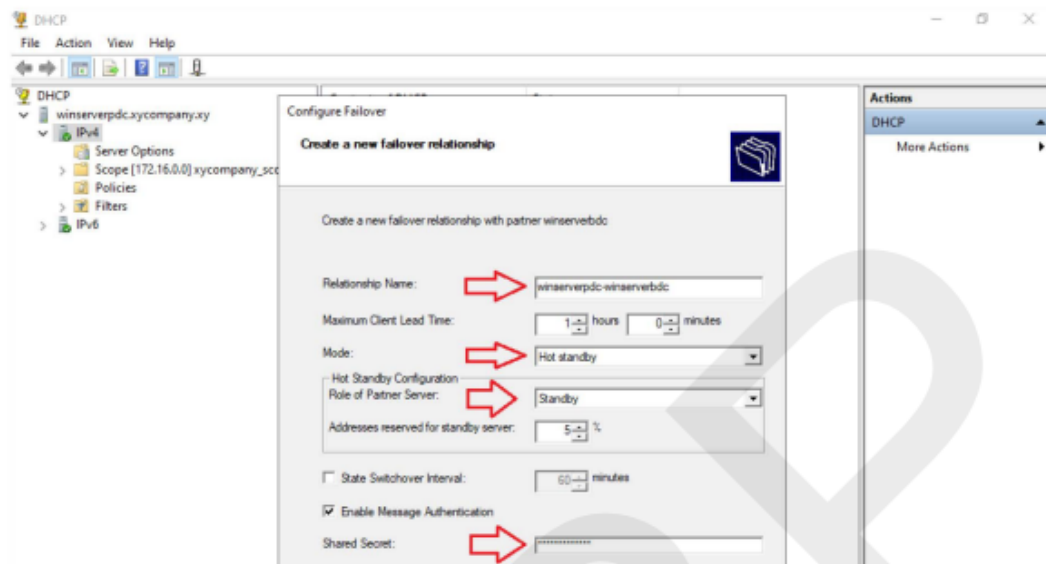 DHCP
File Action View Help
DHCP
winserverpdc.xycompany.xy
IPv4
Server Options
Scope [172.16.0.0] xycompany_scc
Policies
Filters
IPv6
Configure Failover
Create a new failover relationship
Create a new failover relationship with partner winserverbdc
Relationship Name: winserverpdc-winserverbdc
Maximum Client Lead Time: 1 hours 0 minutes
Mode: Hot standby
Hot Standby Configuration
Role of Partner Server: Standby
Addresses reserved for standby server: 5 %
State Switchover Interval: 60 minutes
Enable Message Authentication
Shared Secret: *************
Actions
DHCP
More Actions